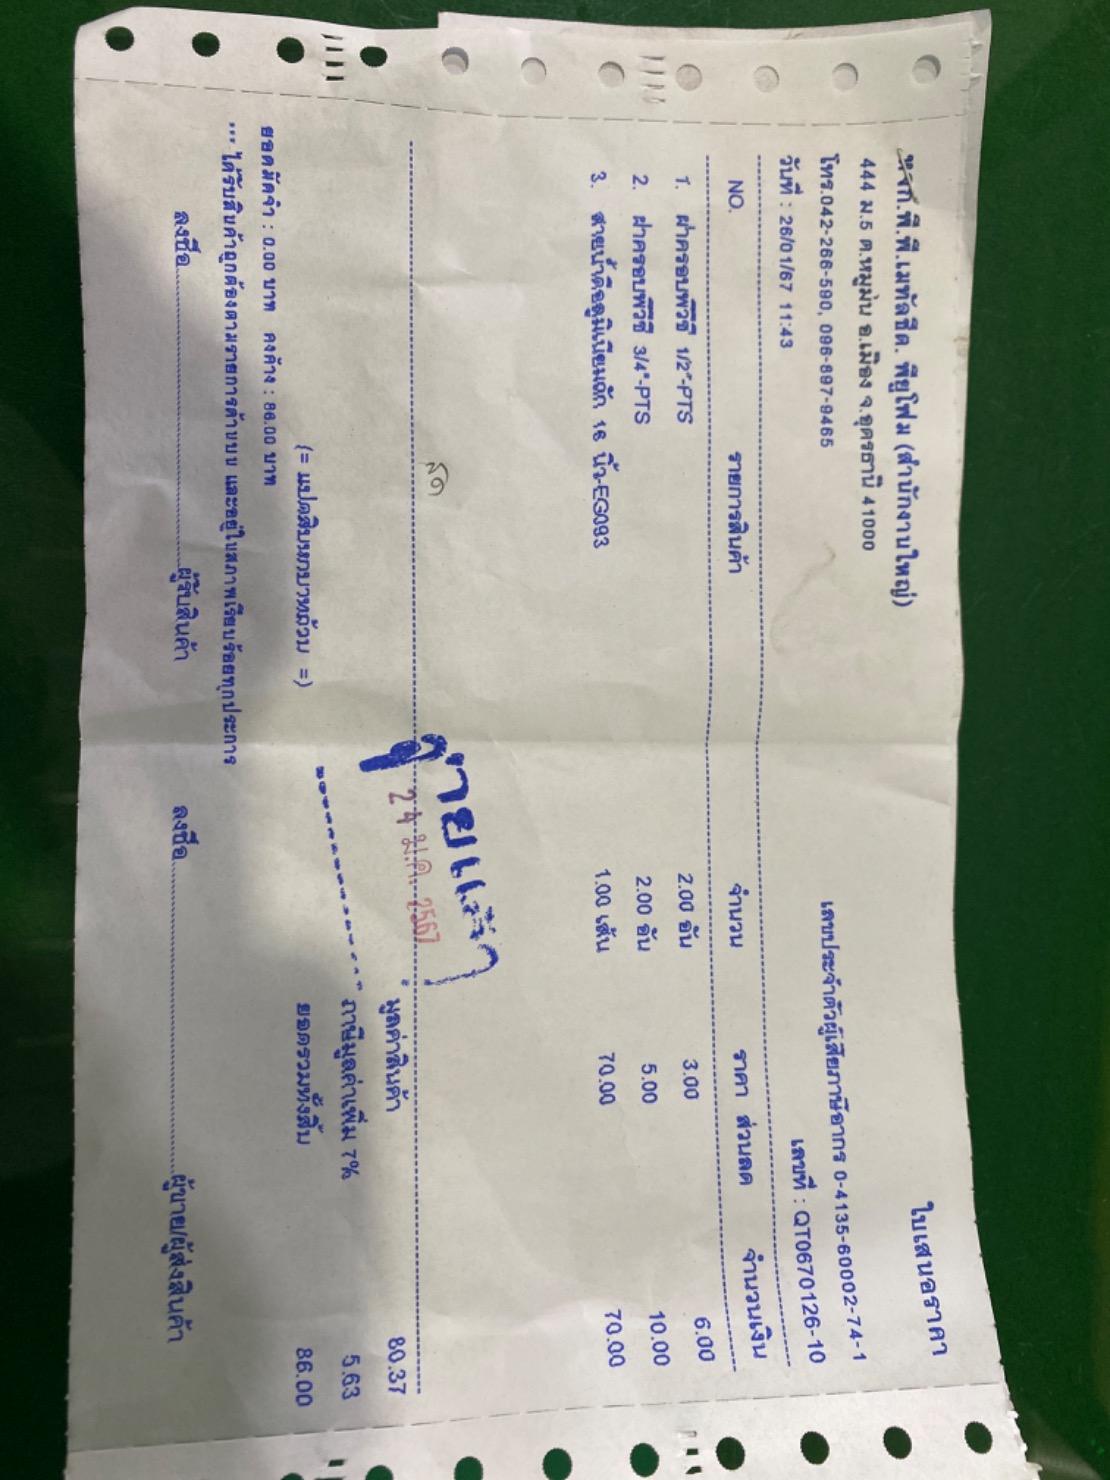 หจก.พี.พี.เมทัลชีด. พียูโฟม (สำนักงานใหญ่) ใบเสนอราคา
444 ม.5 ต.หมูม่น อ.เมือง จ.อุดรธานี 41000
โทร.042-266-590, 096-897-9465 เลขประจำตัวผู้เสียภาษีอากร 0-4135-60002-74-1
วันที่ : 26/01/67 11:43 เลขที่ : QT0670126-10
NO. รายการสินค้า จำนวน ราคา ส่วนลด จำนวนเงิน
1. ฝาครอบพีวีซี 1/2"-PTS 2.00 อัน 3.00 6.00
2. ฝาครอบพีวีซี 3/4"-PTS 2.00 อัน 5.00 10.00
3. สายน้ำดีอลูมิเนียมถัก 16 นิ้ว-EG093 1.00 เส้น 70.00 70.00
สด
จ่ายแล้ว
24 ม.ค. 2567
มูลค่าสินค้า 80.37
ภาษีมูลค่าเพิ่ม 7% 5.63
(= แปดสิบหกบาทถ้วน =) ยอดรวมทั้งสิ้น 86.00
ยอดมัดจำ : 0.00 บาท คงค้าง : 86.00 บาท
... ได้รับสินค้าถูกต้องตามรายการด้านบน และอยู่ในสภาพเรียบร้อยทุกประการ
ลงชื่อ..............................ผู้รับสินค้า ลงชื่อ..............................ผู้ขาย/ผู้ส่งสินค้า